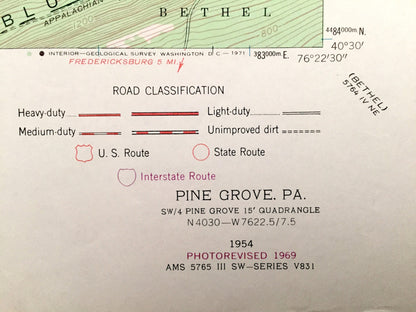 BLU
APPALACHIAN
BETHEL
800
INTERIOR—GEOLOGICAL SURVEY, WASHINGTON, D. C.—1971
FREDERICKSBURG 5 MI.
383000m E.
4484000m N.
40°30'
76°22'30"
(BETHEL)
5764 IV NE
ROAD CLASSIFICATION
Heavy-duty
Light-duty
Medium-duty
Unimproved dirt
U. S. Route
State Route
Interstate Route
PINE GROVE, PA.
SW/4 PINE GROVE 15' QUADRANGLE
N4030—W7622.5/7.5
1954
PHOTOREVISED 1969
AMS 5765 III SW–SERIES V831